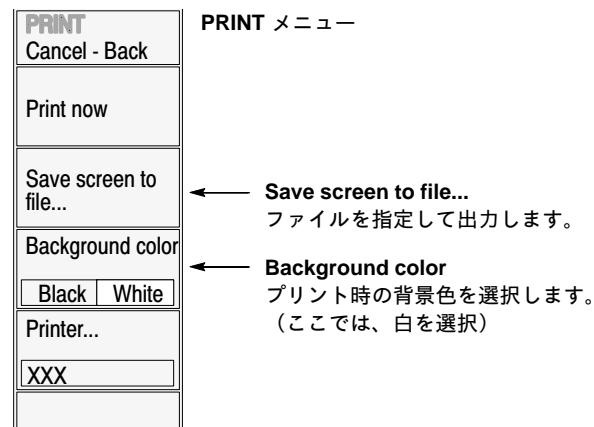 PRINT
Cancel - Back
Print now
Save screen to
file...
Background color
Black White
Printer...
XXX
PRINT メニュー
Save screen to file...
ファイルを指定して出力します。
Background color
プリント時の背景色を選択します。
（ここでは、白を選択）